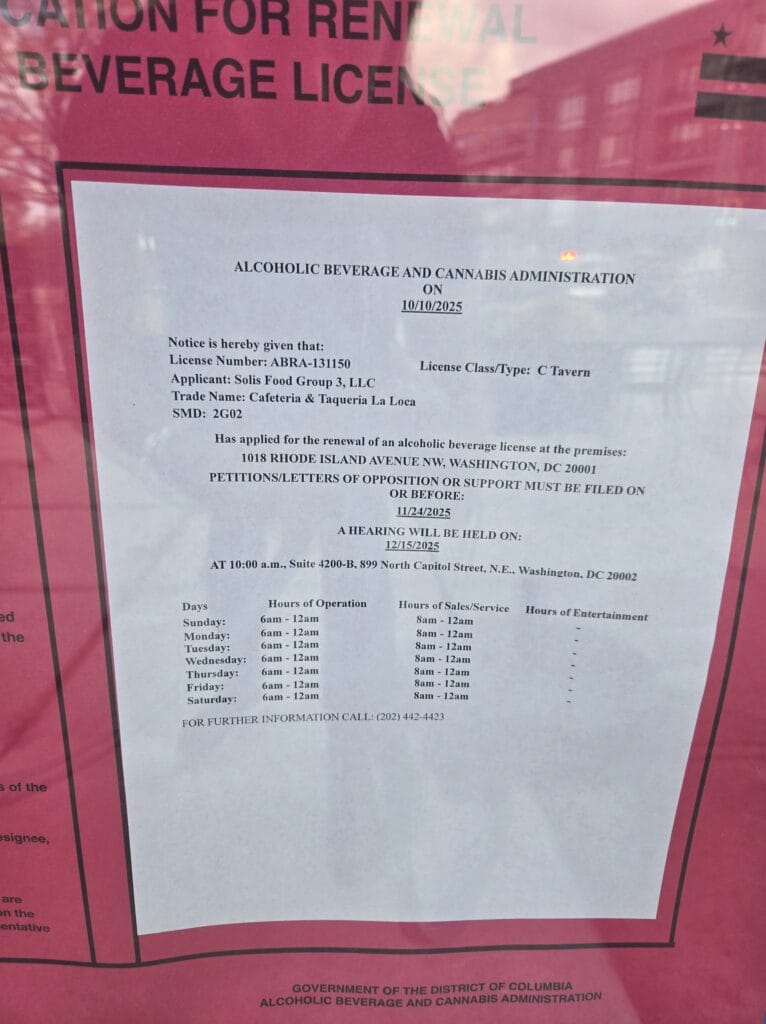 CATION FOR RENEWAL
BEVERAGE LICENSE
ALCOHOLIC BEVERAGE AND CANNABIS ADMINISTRATION
ON
10/10/2025
Notice is hereby given that:
License Number: ABRA-131150 License Class/Type: C Tavern
Applicant: Solis Food Group 3, LLC
Trade Name: Cafeteria & Taqueria La Loca
SMD: 2G02
Has applied for the renewal of an alcoholic beverage license at the premises:
1018 RHODE ISLAND AVENUE NW, WASHINGTON, DC 20001
PETITIONS/LETTERS OF OPPOSITION OR SUPPORT MUST BE FILED ON
OR BEFORE:
11/24/2025
A HEARING WILL BE HELD ON:
12/15/2025
AT 10:00 a.m., Suite 4200-B, 899 North Capitol Street, N.E., Washington, DC 20002
Days Hours of Operation Hours of Sales/Service Hours of Entertainment
Sunday: 6am - 12am 8am - 12am -
Monday: 6am - 12am 8am - 12am -
Tuesday: 6am - 12am 8am - 12am -
Wednesday: 6am - 12am 8am - 12am -
Thursday: 6am - 12am 8am - 12am -
Friday: 6am - 12am 8am - 12am -
Saturday: 6am - 12am 8am - 12am -
FOR FURTHER INFORMATION CALL: (202) 442-4423
ed
the
s of the
esignee,
are
on the
entative
GOVERNMENT OF THE DISTRICT OF COLUMBIA
ALCOHOLIC BEVERAGE AND CANNABIS ADMINISTRATION